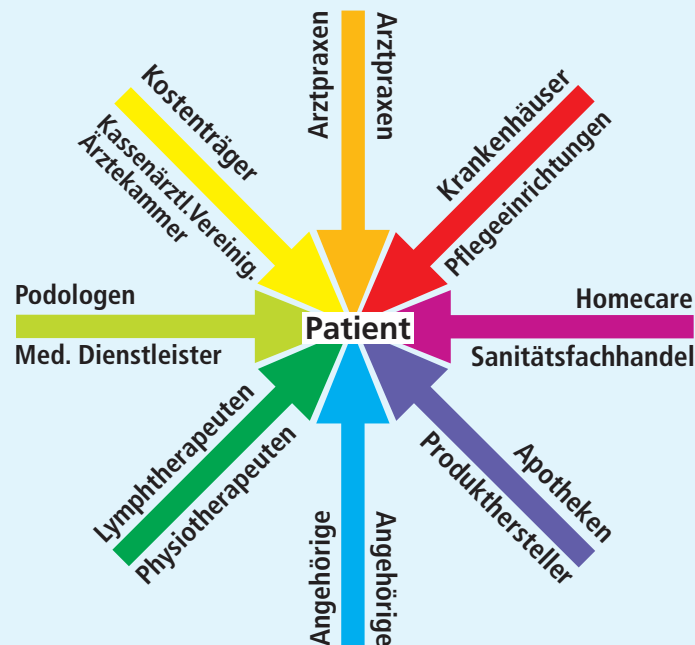 Arztpraxen
Arztpraxen
Kostenträger
Kassenärztl.Vereinig.
Ärztekammer
Krankenhäuser
Pflegeeinrichtungen
Podologen
Med. Dienstleister
Patient
Homecare
Sanitätsfachhandel
Lymphtherapeuten
Physiotherapeuten
Angehörige
Angehörige
Apotheken
Produkthersteller